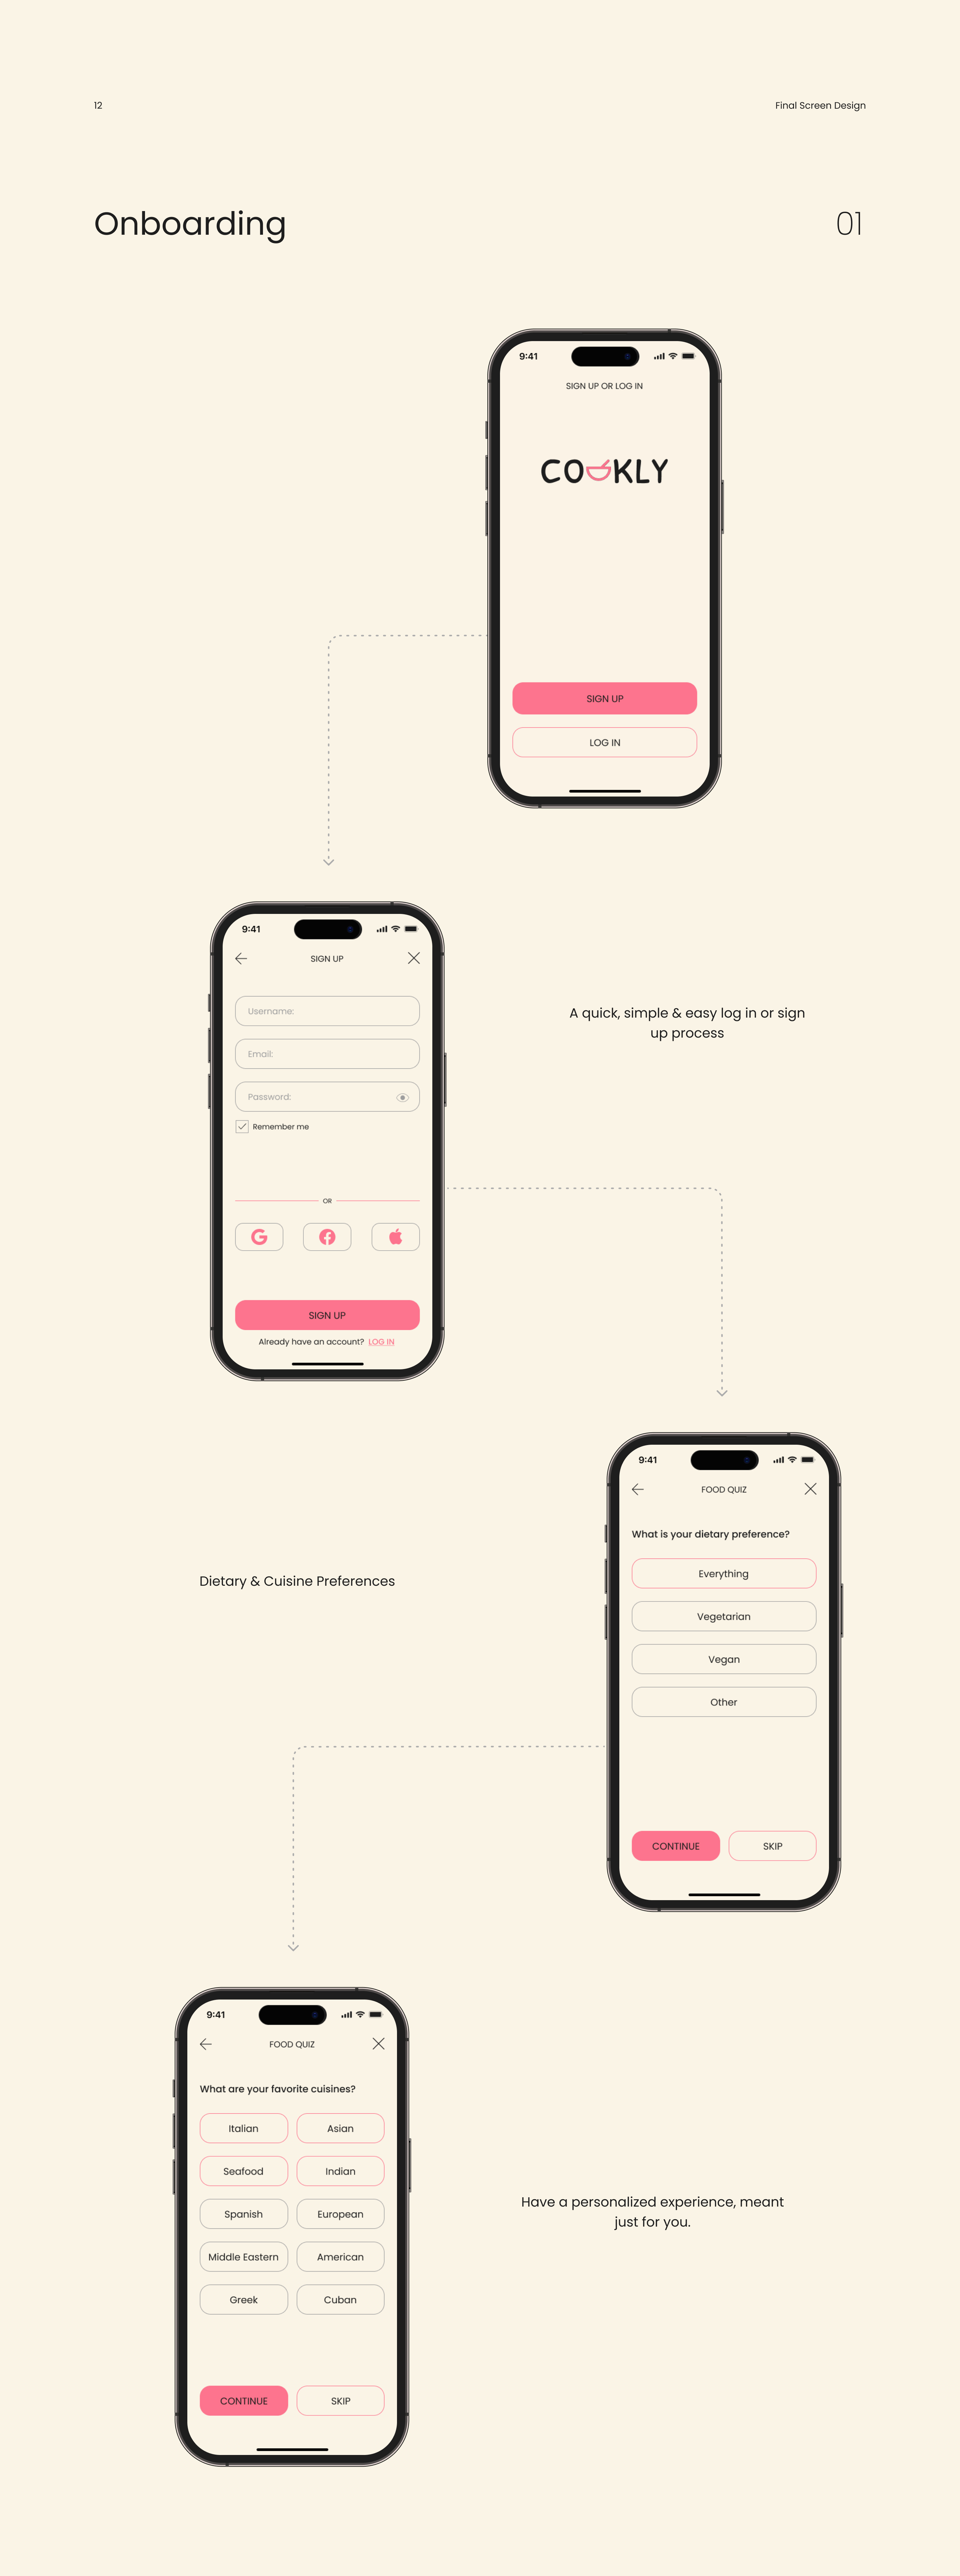 12
Final Screen Design
Onboarding
01
9:41
SIGN UP OR LOG IN
COOKLY
SIGN UP
LOG IN
9:41
SIGN UP
Username:
Email:
Password:
Remember me
OR
SIGN UP
Already have an account? LOG IN
A quick, simple & easy log in or sign
up process
9:41
FOOD QUIZ
What is your dietary preference?
Everything
Vegetarian
Vegan
Other
CONTINUE
SKIP
Dietary & Cuisine Preferences
9:41
FOOD QUIZ
What are your favorite cuisines?
Italian
Asian
Seafood
Indian
Spanish
European
Middle Eastern
American
Greek
Cuban
CONTINUE
SKIP
Have a personalized experience, meant
just for you.